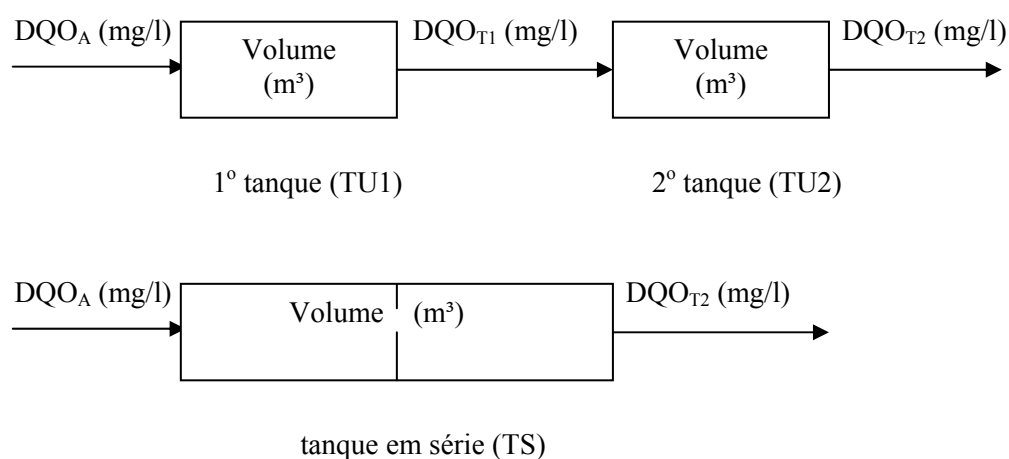 DQO_A (mg/l) Volume (m³) DQO_T1 (mg/l) Volume (m³) DQO_T2 (mg/l)
1º tanque (TU1) 2º tanque (TU2)
DQO_A (mg/l) Volume (m³) DQO_T2 (mg/l)
tanque em série (TS)